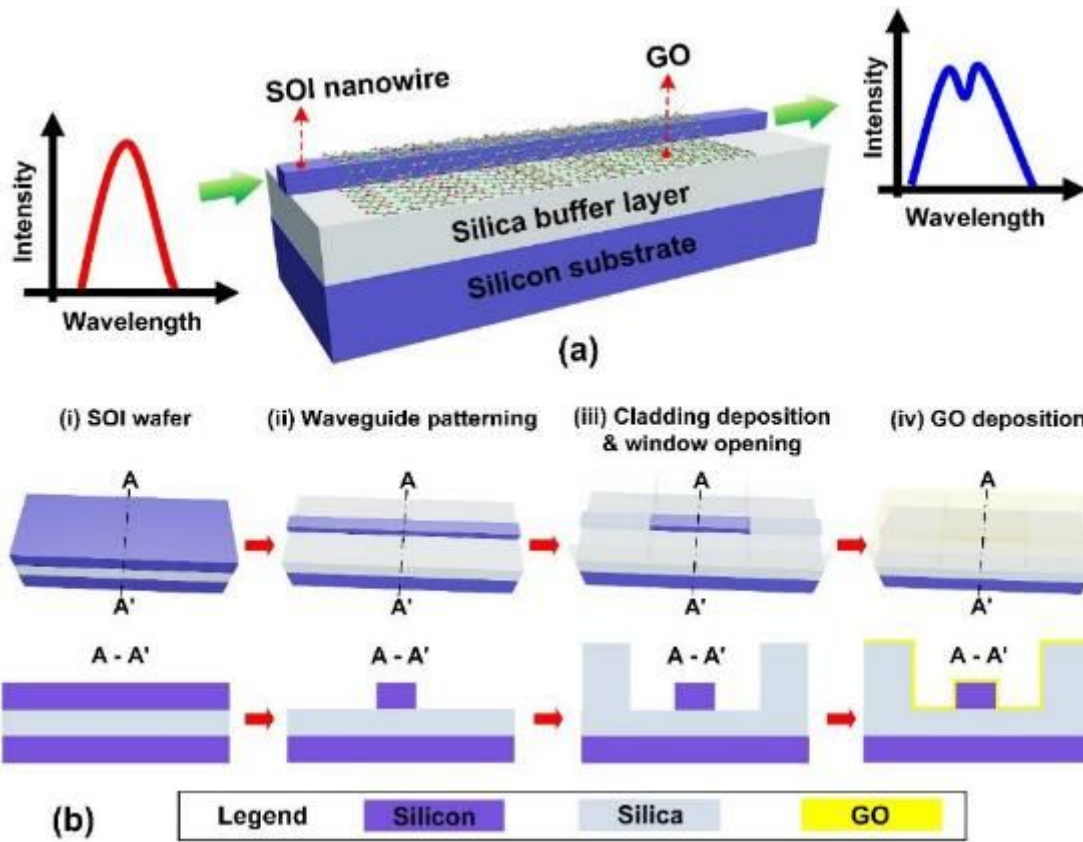 Intensity
Wavelength
SOI nanowire
GO
Silica buffer layer
Silicon substrate
Intensity
Wavelength
(a)
(i) SOI wafer
(ii) Waveguide patterning
(iii) Cladding deposition
& window opening
(iv) GO deposition
A
A
A
A
A'
A'
A'
A'
A - A'
A - A'
A - A'
A - A'
(b)
Legend
Silicon
Silica
GO